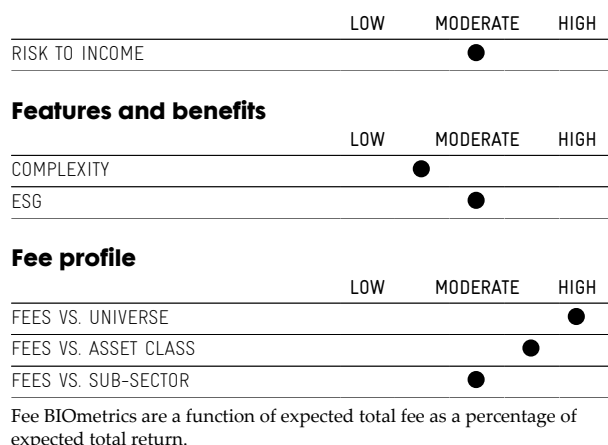 LOW MODERATE HIGH
RISK TO INCOME
Features and benefits
LOW MODERATE HIGH
COMPLEXITY
ESG
Fee profile
LOW MODERATE HIGH
FEES VS. UNIVERSE
FEES VS. ASSET CLASS
FEES VS. SUB-SECTOR
Fee BIOmetrics are a function of expected total fee as a percentage of
expected total return.